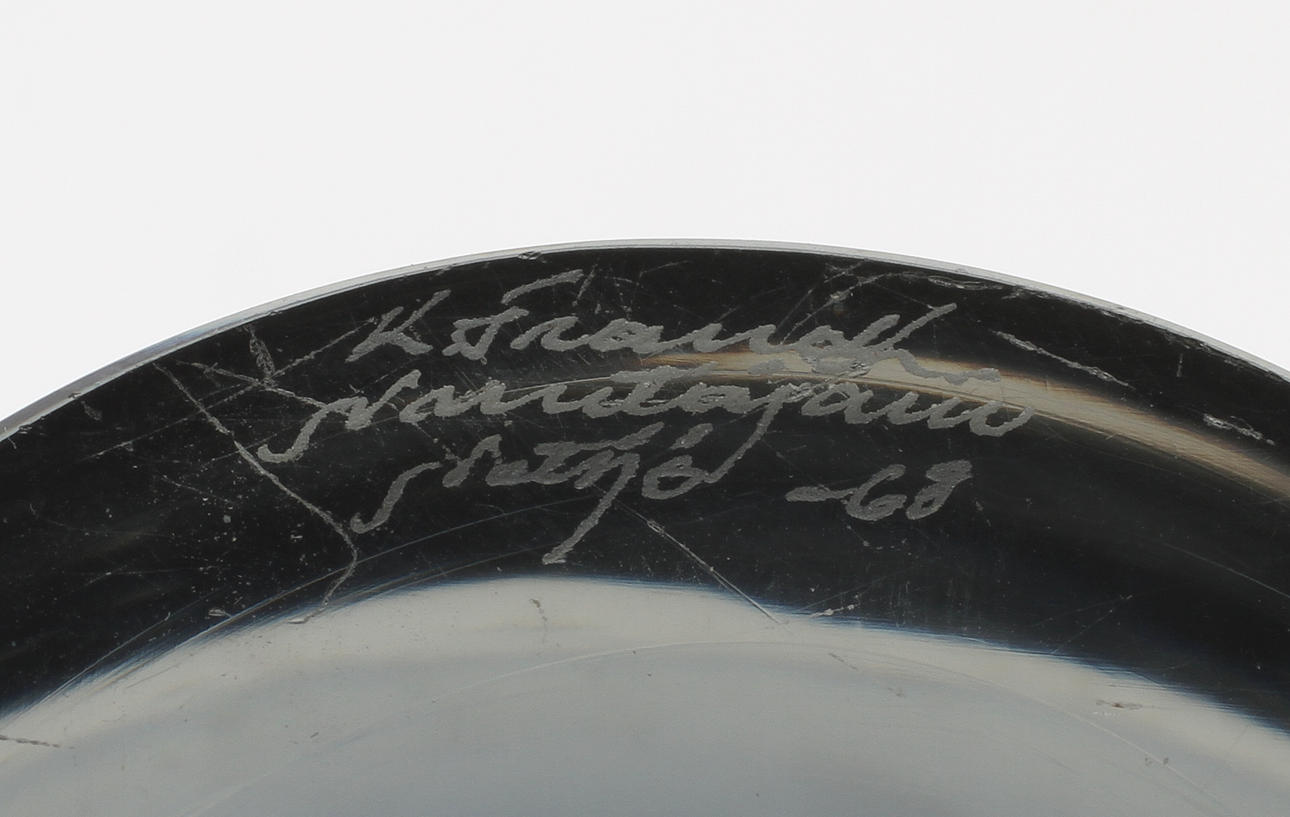 K Franck
Nuutajärvi
Notsjö -68